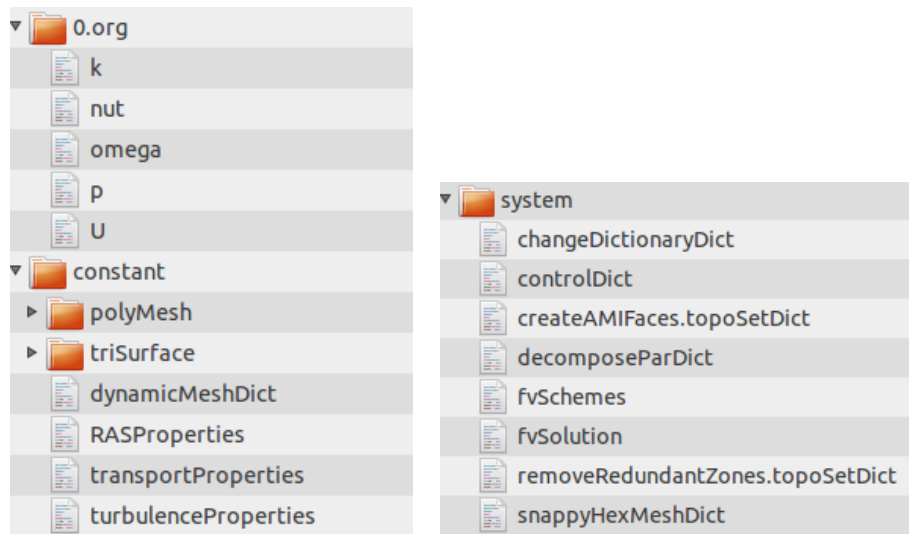 0.org
k
nut
omega
p
U
constant
polyMesh
triSurface
dynamicMeshDict
RASProperties
transportProperties
turbulenceProperties
system
changeDictionaryDict
controlDict
createAMIFaces.topoSetDict
decomposeParDict
fvSchemes
fvSolution
removeRedundantZones.topoSetDict
snappyHexMeshDict